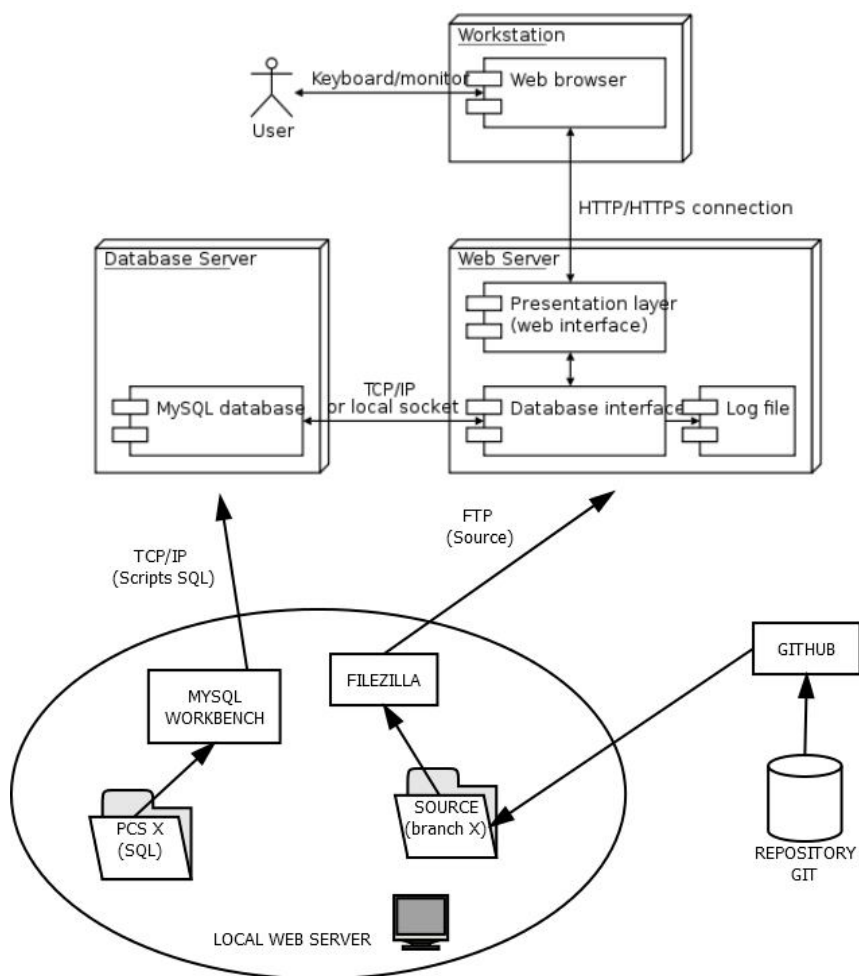 Workstation
Web browser
Keyboard/monitor
User
HTTP/HTTPS connection
Database Server
Web Server
Presentation layer
(web interface)
MySQL database
TCP/IP
or local socket
Database interface
Log file
TCP/IP
(Scripts SQL)
FTP
(Source)
MYSQL
WORKBENCH
FILEZILLA
GITHUB
PCS X
(SQL)
SOURCE
(branch X)
REPOSITORY
GIT
LOCAL WEB SERVER